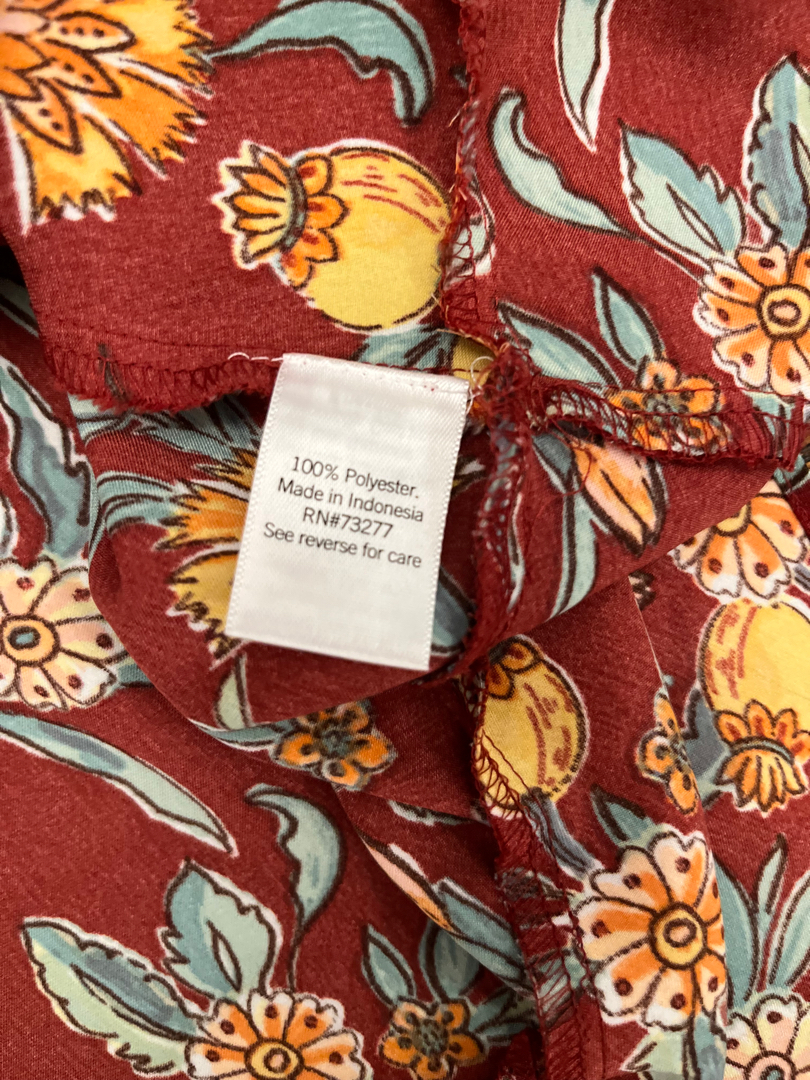 100% Polyester.
Made in Indonesia
RN#73277
See reverse for care